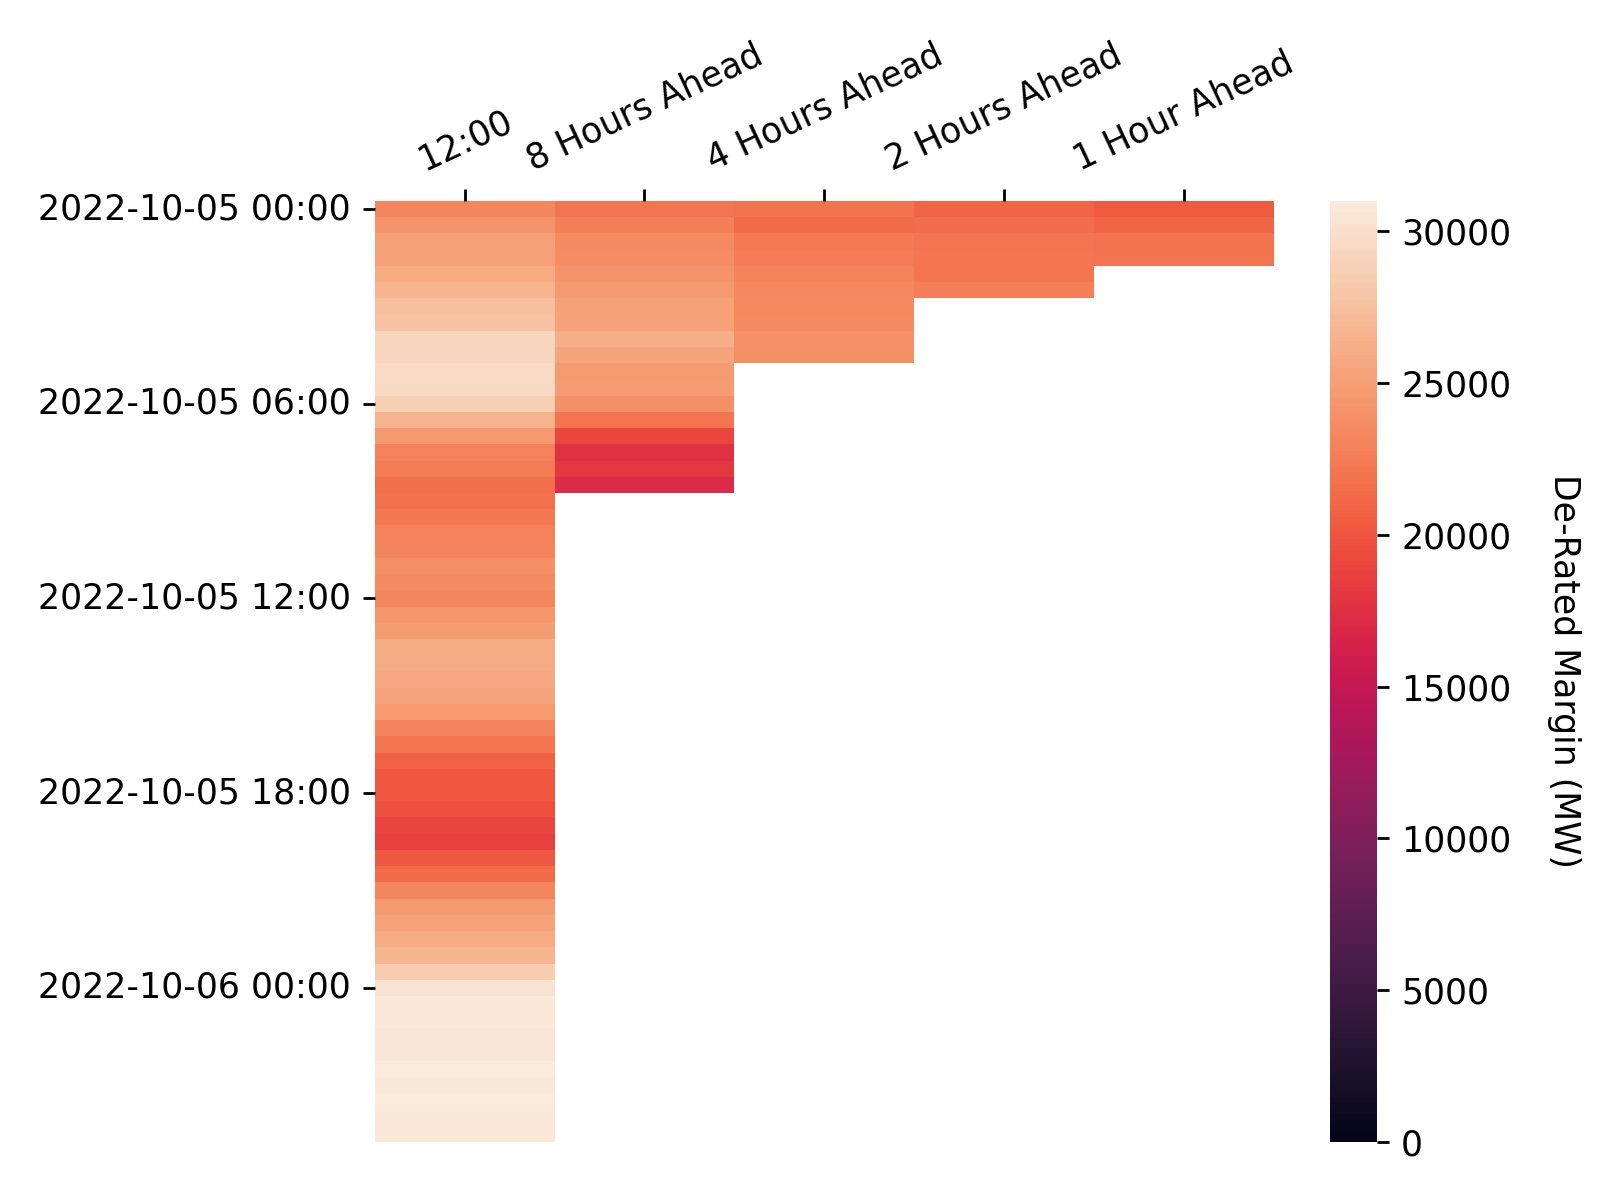 12:00
8 Hours Ahead
4 Hours Ahead
2 Hours Ahead
1 Hour Ahead
2022-10-05 00:00
2022-10-05 06:00
2022-10-05 12:00
2022-10-05 18:00
2022-10-06 00:00
30000
25000
20000
15000
10000
5000
0
De-Rated Margin (MW)